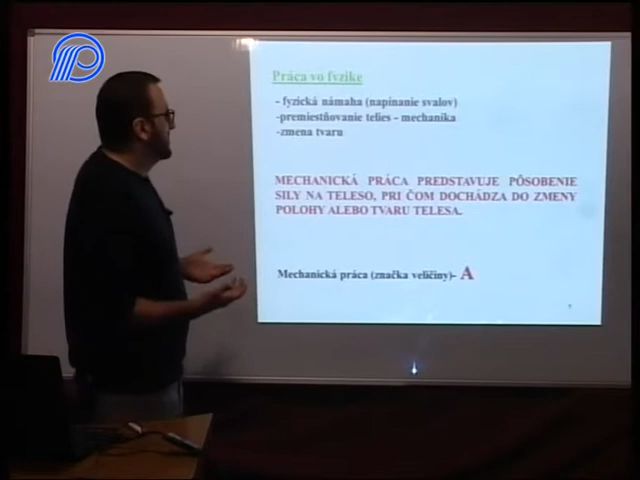 Práca vo fyzike
- fyzická námaha (napínanie svalov)
-premiestňovanie telies – mechanika
-zmena tvaru
MECHANICKÁ PRÁCA PREDSTAVUJE PÔSOBENIE
SILY NA TELESO, PRI ČOM DOCHÁDZA DO ZMENY
POLOHY ALEBO TVARU TELESA.
Mechanická práca (značka veličiny)- A